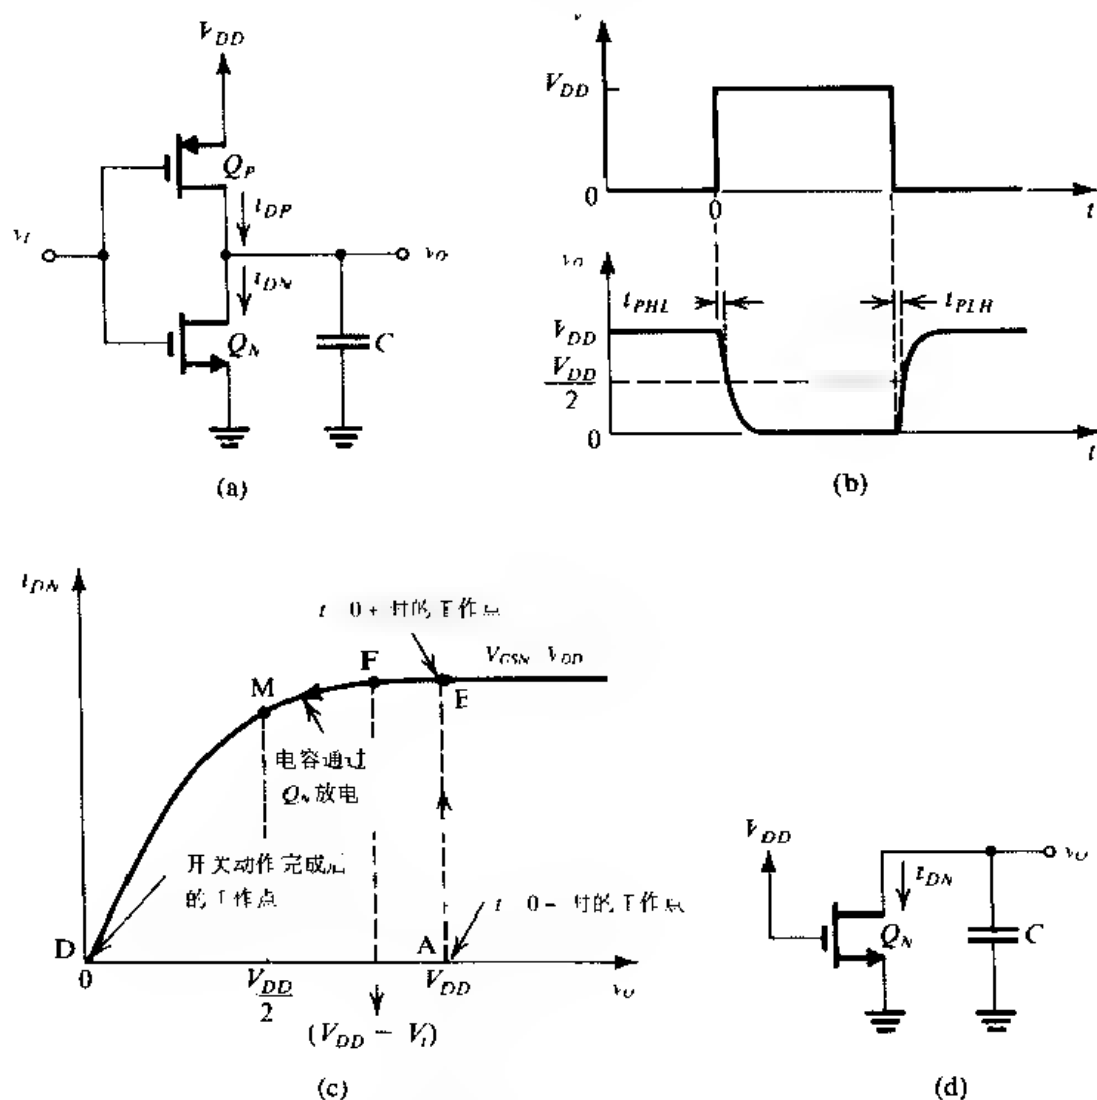 V_DD
Q_P
i_DP
v_I
v_O
i_DN
Q_N
C
(a)
v
V_DD
0
0
t
v_O
t_PHL
t_PLH
V_DD
V_DD
2
0
t
(b)
i_DN
t 0+ 时的工作点
V_GSN V_DD
F
E
M
电容通过
Q_N 放电
开关动作完成后
的工作点
t 0− 时的工作点
D
A
0
V_DD
2
V_DD
v_O
(V_DD − V_t)
(c)
V_DD
i_DN
v_O
Q_N
C
(d)